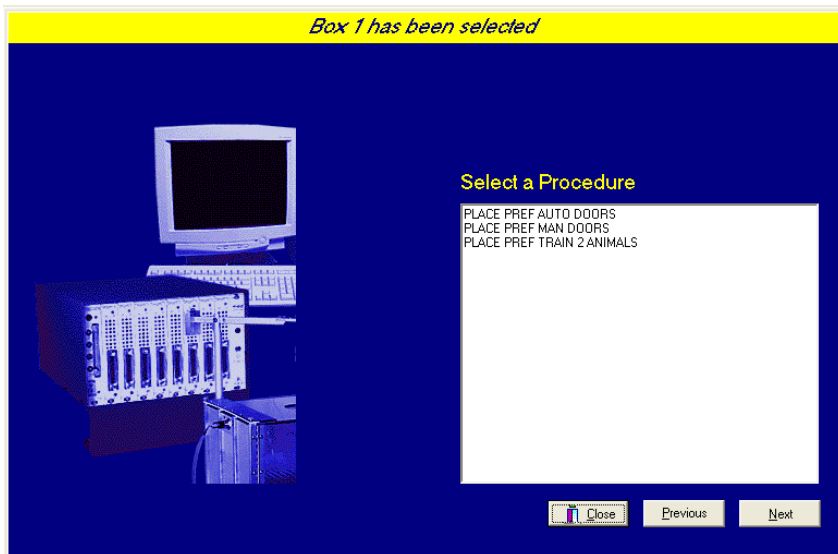 Box 1 has been selected
Select a Procedure
PLACE PREF AUTO DOORS
PLACE PREF MAN DOORS
PLACE PREF TRAIN 2 ANIMALS
Close
Previous
Next